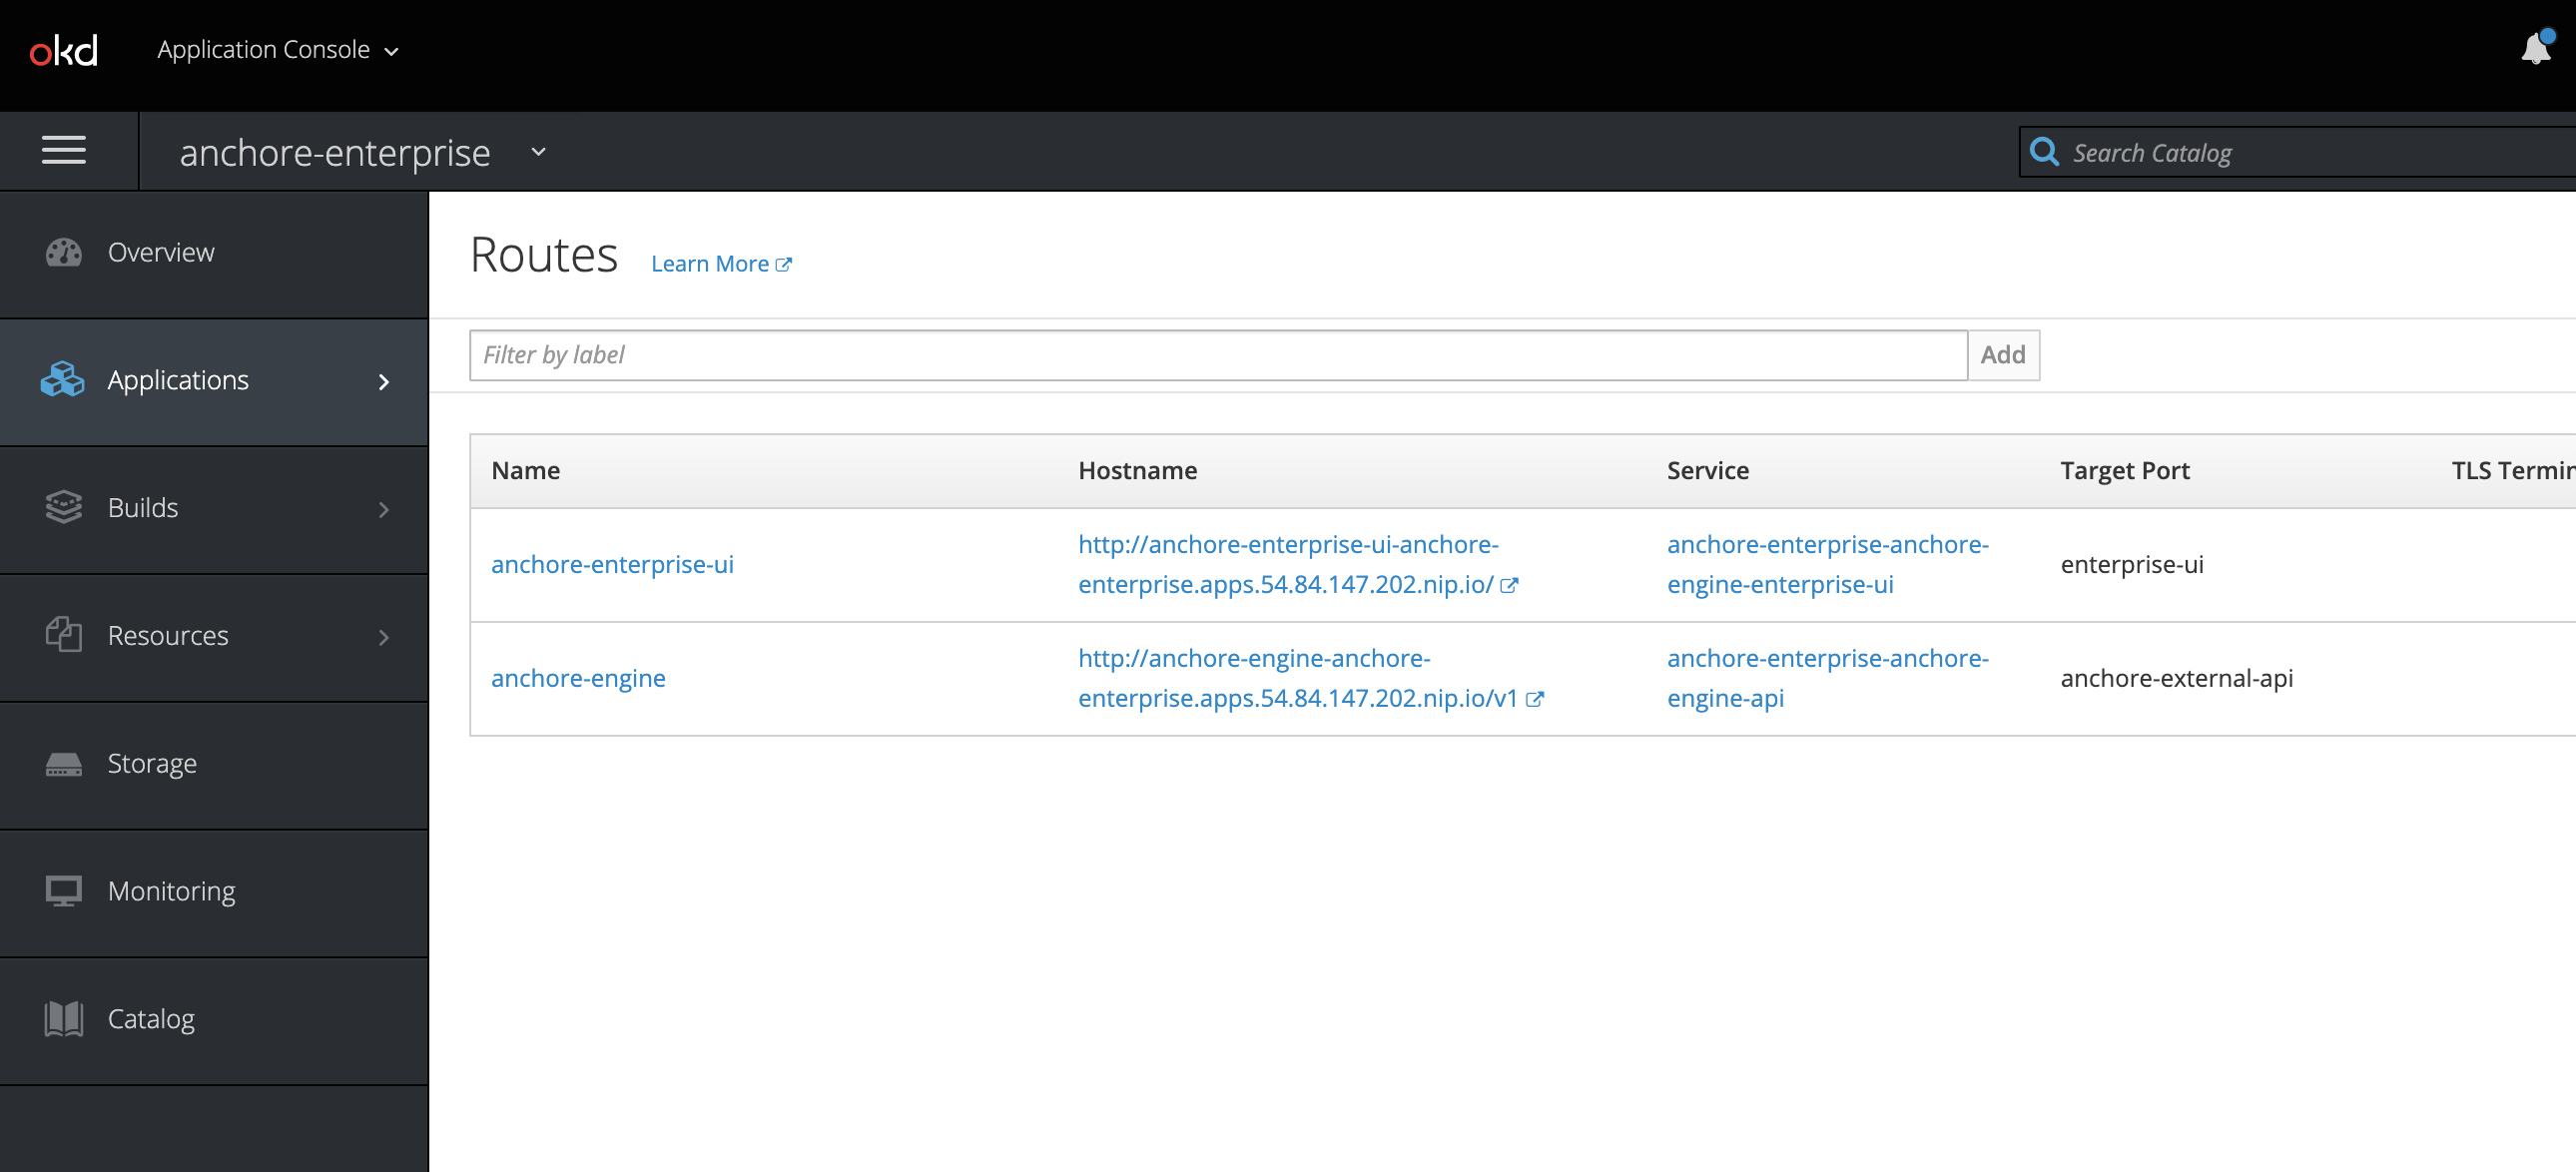 okd
Application Console
anchore-enterprise
Search Catalog
Overview
Applications
Builds
Resources
Storage
Monitoring
Catalog
Routes Learn More
Filter by label
Add
Name Hostname Service Target Port TLS Termin
anchore-enterprise-ui
http://anchore-enterprise-ui-anchore-
enterprise.apps.54.84.147.202.nip.io/
anchore-enterprise-anchore-
engine-enterprise-ui
enterprise-ui
anchore-engine
http://anchore-engine-anchore-
enterprise.apps.54.84.147.202.nip.io/v1
anchore-enterprise-anchore-
engine-api
anchore-external-api